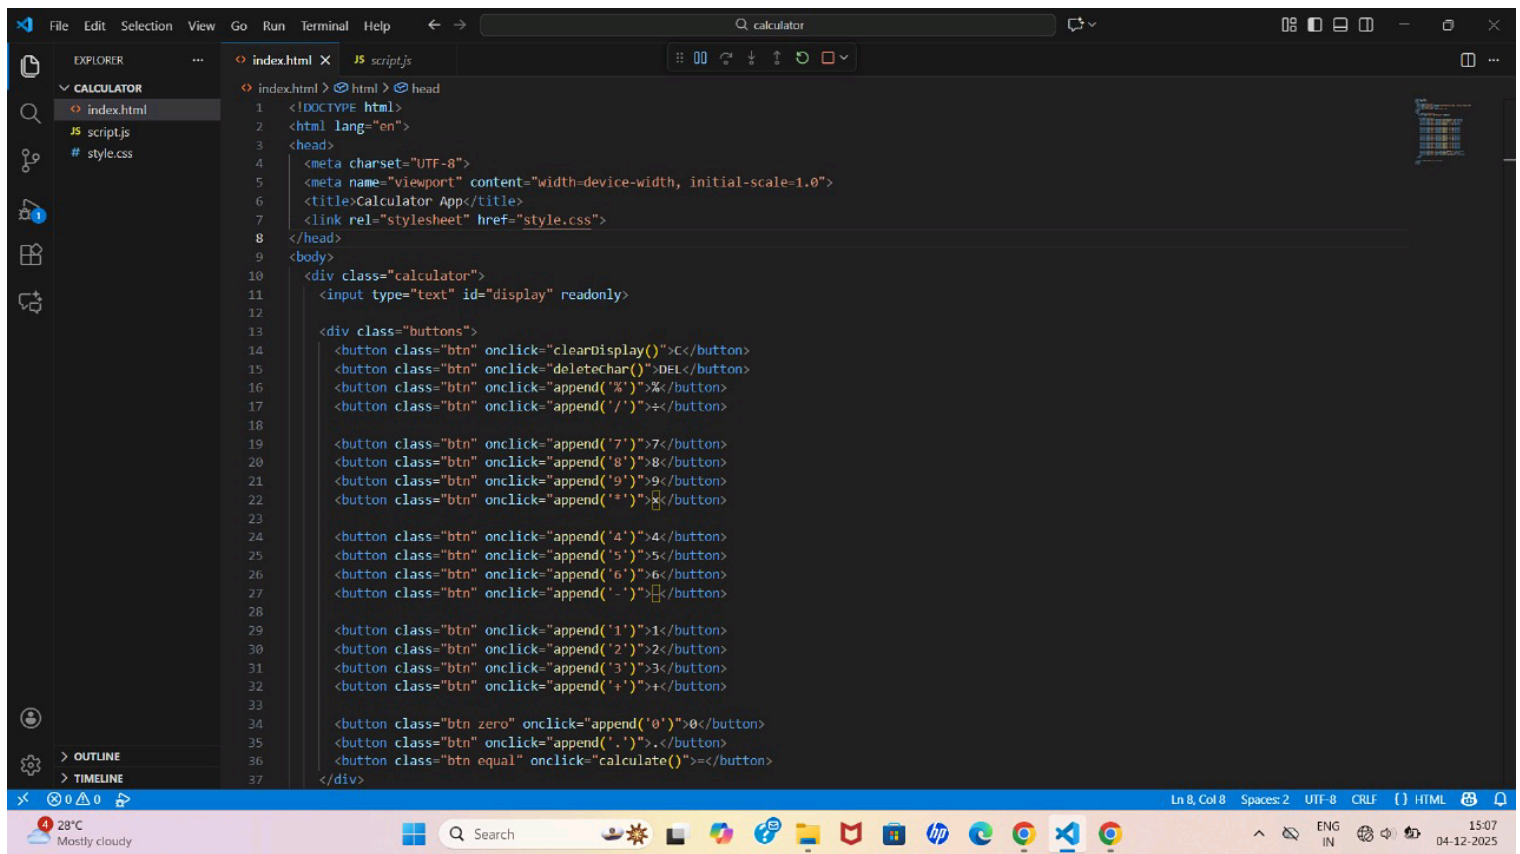 File Edit Selection View Go Run Terminal Help
calculator
EXPLORER
index.html
JS script.js
CALCULATOR
index.html
JS script.js
# style.css
index.html > html > head
1 <!DOCTYPE html>
2 <html lang="en">
3 <head>
4 <meta charset="UTF-8">
5 <meta name="viewport" content="width=device-width, initial-scale=1.0">
6 <title>Calculator App</title>
7 <link rel="stylesheet" href="style.css">
8 </head>
9 <body>
10 <div class="calculator">
11 <input type="text" id="display" readonly>
12
13 <div class="buttons">
14 <button class="btn" onclick="clearDisplay()">C</button>
15 <button class="btn" onclick="deleteChar()">DEL</button>
16 <button class="btn" onclick="append('%')">%</button>
17 <button class="btn" onclick="append('/')">÷</button>
18
19 <button class="btn" onclick="append('7')">7</button>
20 <button class="btn" onclick="append('8')">8</button>
21 <button class="btn" onclick="append('9')">9</button>
22 <button class="btn" onclick="append('*')">×</button>
23
24 <button class="btn" onclick="append('4')">4</button>
25 <button class="btn" onclick="append('5')">5</button>
26 <button class="btn" onclick="append('6')">6</button>
27 <button class="btn" onclick="append('-')">−</button>
28
29 <button class="btn" onclick="append('1')">1</button>
30 <button class="btn" onclick="append('2')">2</button>
31 <button class="btn" onclick="append('3')">3</button>
32 <button class="btn" onclick="append('+')">+</button>
33
34 <button class="btn zero" onclick="append('0')">0</button>
35 <button class="btn" onclick="append('.')">.</button>
36 <button class="btn equal" onclick="calculate()">=</button>
37 </div>
1
OUTLINE
TIMELINE
0 0
Ln 8, Col 8 Spaces: 2 UTF-8 CRLF {} HTML
4
28°C
Mostly cloudy
Search
hp
ENG
IN
15:07
04-12-2025